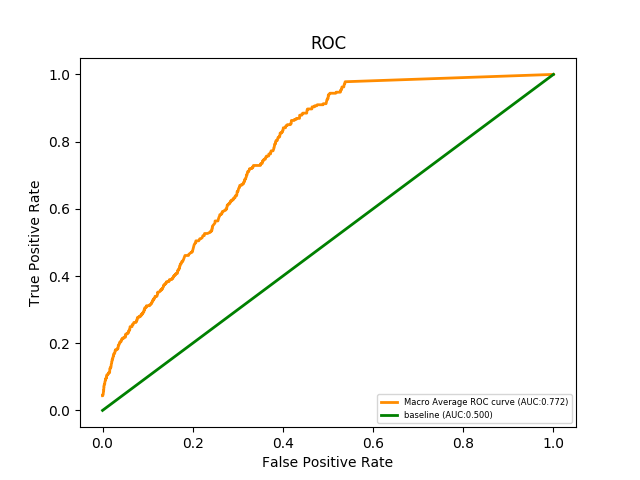 ROC
True Positive Rate
1.0
0.8
0.6
0.4
0.2
0.0
Macro Average ROC curve (AUC:0.772)
baseline (AUC:0.500)
0.0 0.2 0.4 0.6 0.8 1.0
False Positive Rate